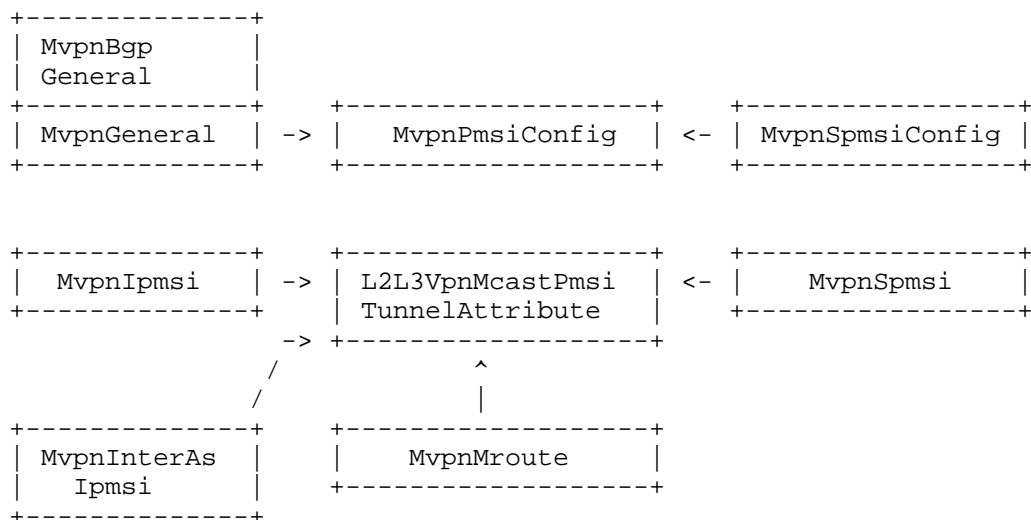 MvpnBgp
General
MvpnGeneral -> MvpnPmsiConfig <- MvpnSpmsiConfig
MvpnIpmsi -> L2L3VpnMcastPmsi <- MvpnSpmsi
TunnelAttribute
->
MvpnInterAs MvpnMroute
Ipmsi